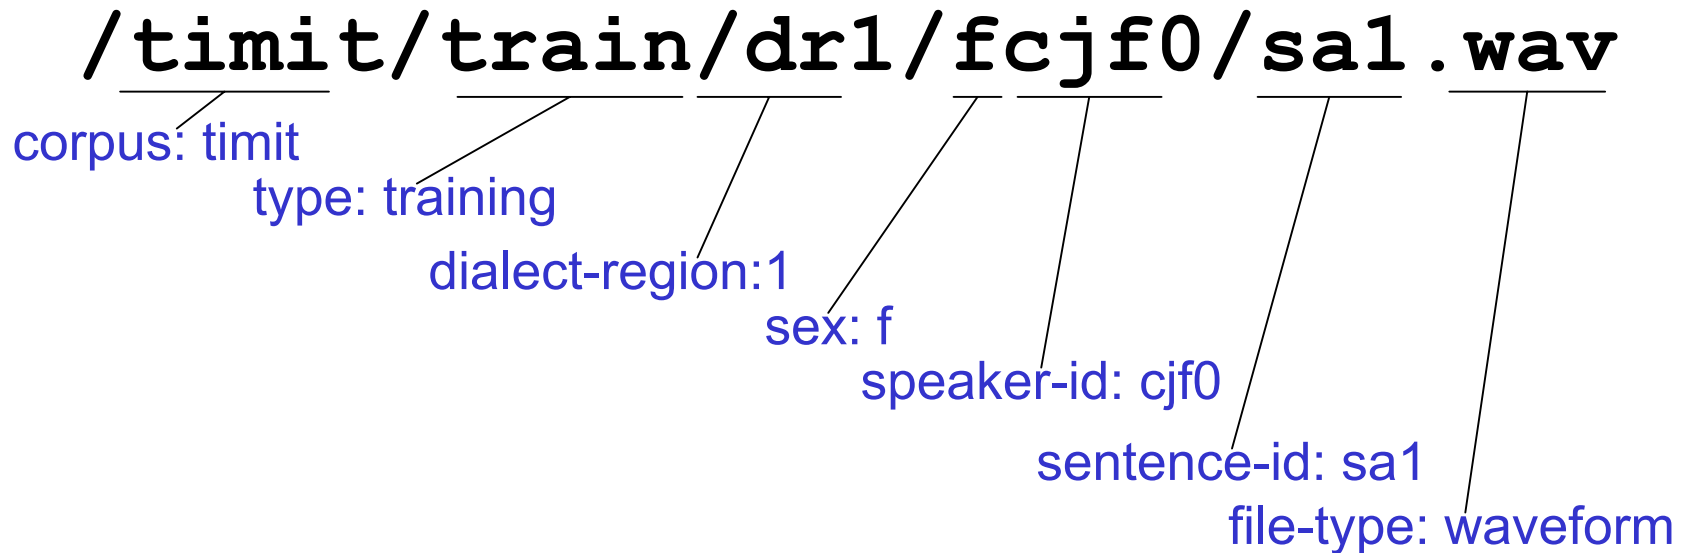 /timit/train/dr1/fcjf0/sa1.wav
corpus: timit
type: training
dialect-region:1
sex: f
speaker-id: cjf0
sentence-id: sa1
file-type: waveform